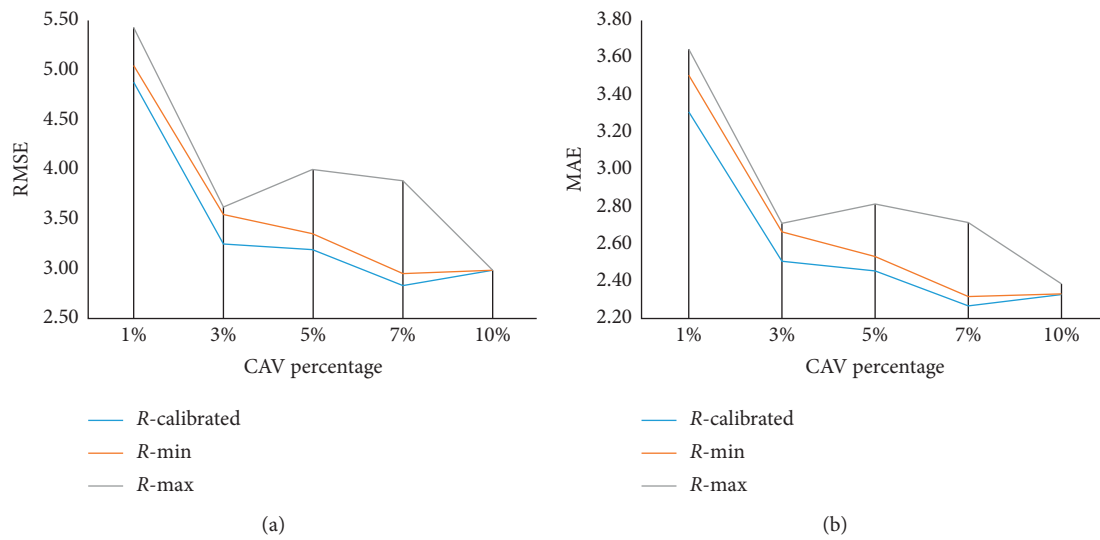 5.50
5.00
4.50
4.00
3.50
3.00
2.50
RMSE
1% 3% 5% 7% 10%
CAV percentage
R-calibrated
R-min
R-max
(a)
3.80
3.60
3.40
3.20
3.00
2.80
2.60
2.40
2.20
MAE
1% 3% 5% 7% 10%
CAV percentage
R-calibrated
R-min
R-max
(b)